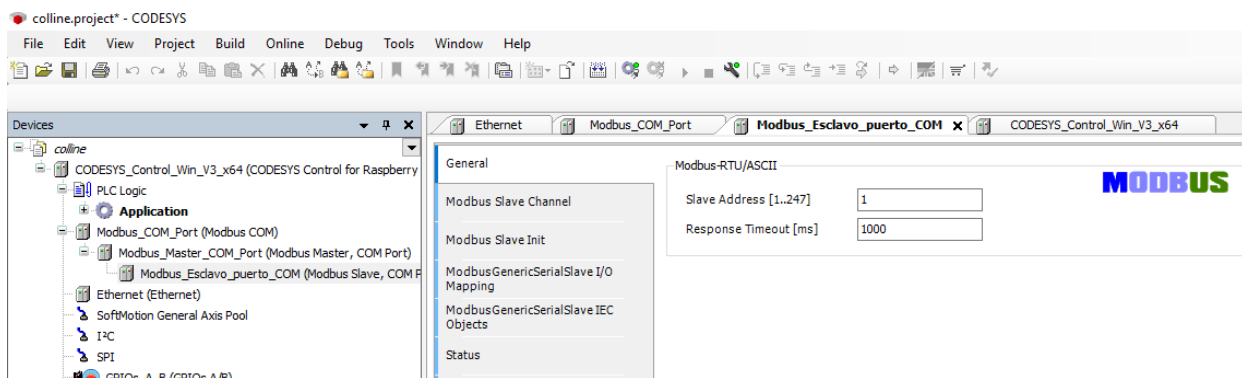 colline.project* - CODESYS
File Edit View Project Build Online Debug Tools Window Help
Devices
Ethernet Modbus_COM_Port Modbus_Esclavo_puerto_COM CODESYS_Control_Win_V3_x64
colline
CODESYS_Control_Win_V3_x64 (CODESYS Control for Raspberry
PLC Logic
Application
Modbus_COM_Port (Modbus COM)
Modbus_Master_COM_Port (Modbus Master, COM Port)
Modbus_Esclavo_puerto_COM (Modbus Slave, COM P
Ethernet (Ethernet)
SoftMotion General Axis Pool
I²C
SPI
GPIOs_A_B (GPIOs A/B)
General
Modbus Slave Channel
Modbus Slave Init
ModbusGenericSerialSlave I/O
Mapping
ModbusGenericSerialSlave IEC
Objects
Status
Modbus-RTU/ASCII
MODBUS
Slave Address [1..247] 1
Response Timeout [ms] 1000